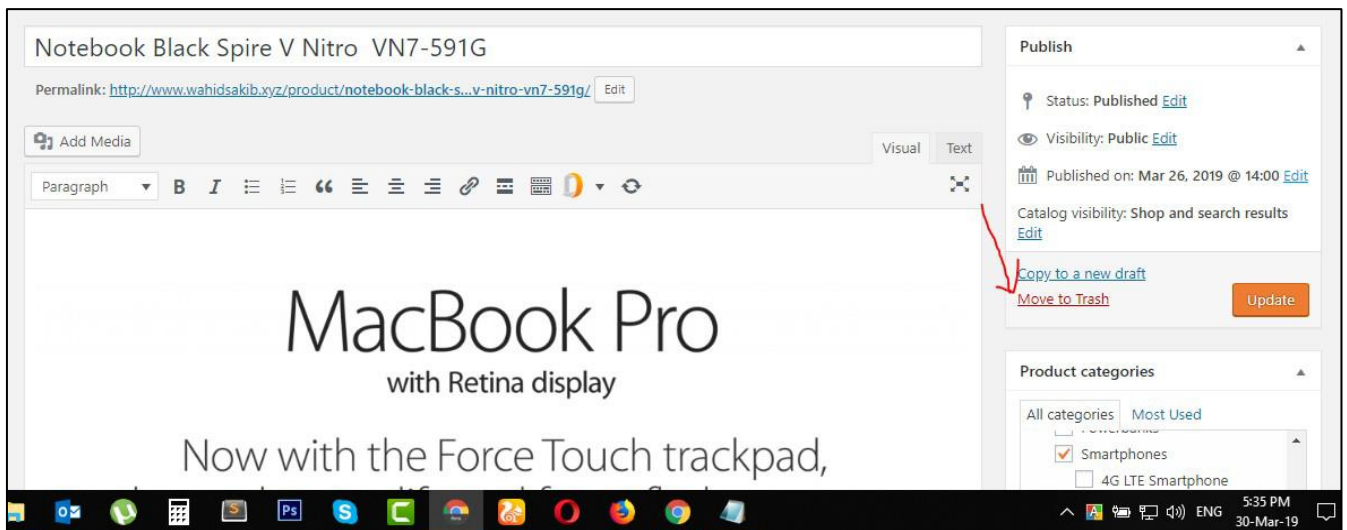 Notebook Black Spire V Nitro  VN7-591G
Permalink: http://www.wahidsakib.xyz/product/notebook-black-s...v-nitro-vn7-591g/ Edit
Add Media
Visual Text
Paragraph
MacBook Pro
with Retina display
Now with the Force Touch trackpad,
Publish
Status: Published Edit
Visibility: Public Edit
Published on: Mar 26, 2019 @ 14:00 Edit
Catalog visibility: Shop and search results
Edit
Copy to a new draft
Move to Trash
Update
Product categories
All categories Most Used
Smartphones
4G LTE Smartphone
ENG
5:35 PM
30-Mar-19